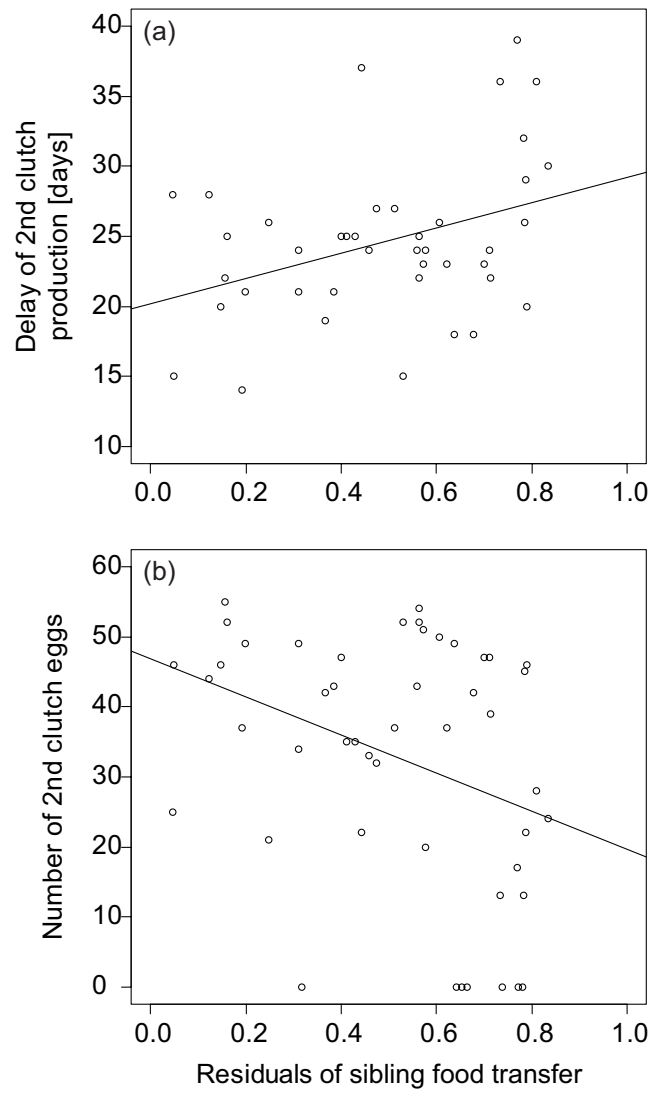 (a)
40
35
30
25
20
15
10
Delay of 2nd clutch
production [days]
0.0 0.2 0.4 0.6 0.8 1.0
(b)
60
50
40
30
20
10
0
Number of 2nd clutch eggs
0.0 0.2 0.4 0.6 0.8 1.0
Residuals of sibling food transfer